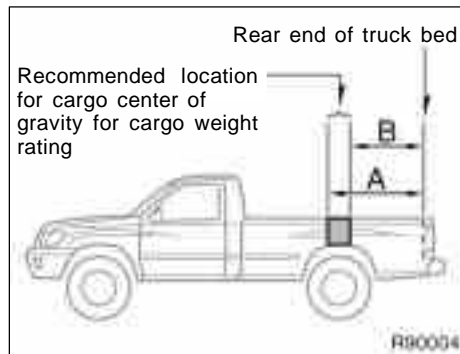 Rear end of truck bed
Recommended location
for cargo center of
gravity for cargo weight
rating
B
A
R90004